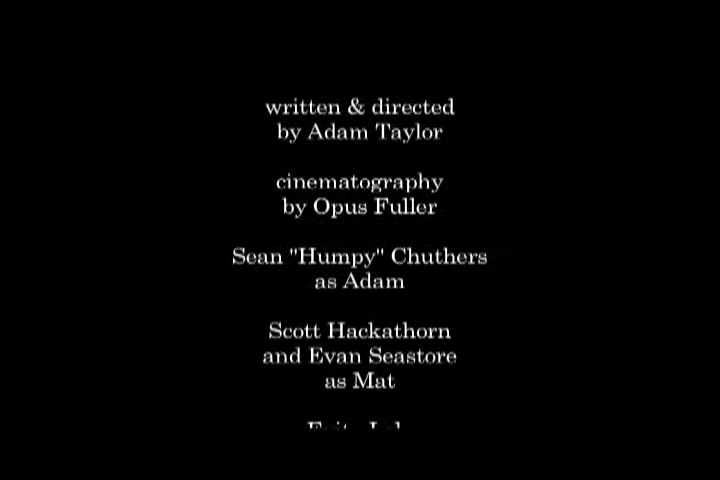 written & directed
by Adam Taylor
cinematography
by Opus Fuller
Sean "Humpy" Chuthers
as Adam
Scott Hackathorn
and Evan Seastore
as Mat